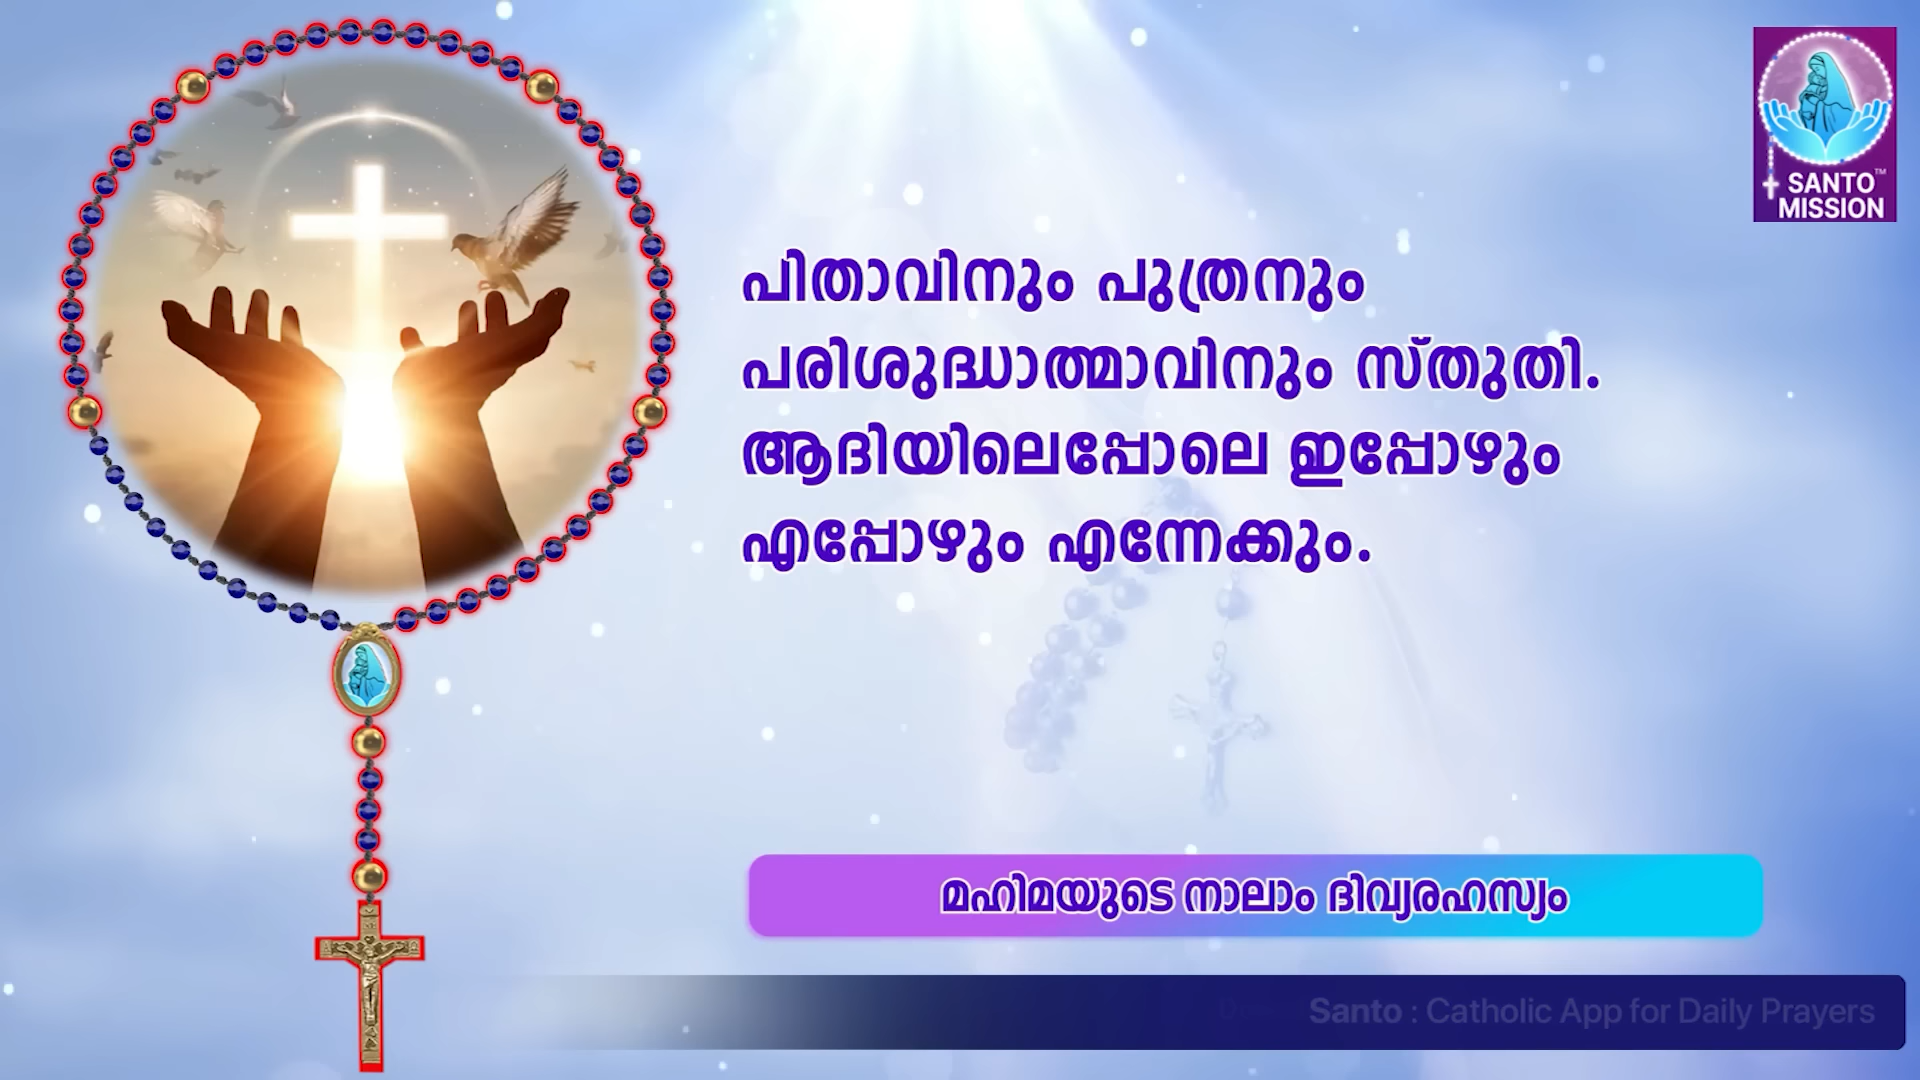 SANTO™
MISSION
പിതാവിനും പുത്രനും
പരിശുദ്ധാത്മാവിനും സ്തുതി.
ആദിയിലെപ്പോലെ ഇപ്പോഴും
എപ്പോഴും എന്നേക്കും.
മഹിമയുടെ നാലാം ദിവ്യരഹസ്യം
Santo : Catholic App for Daily Prayers